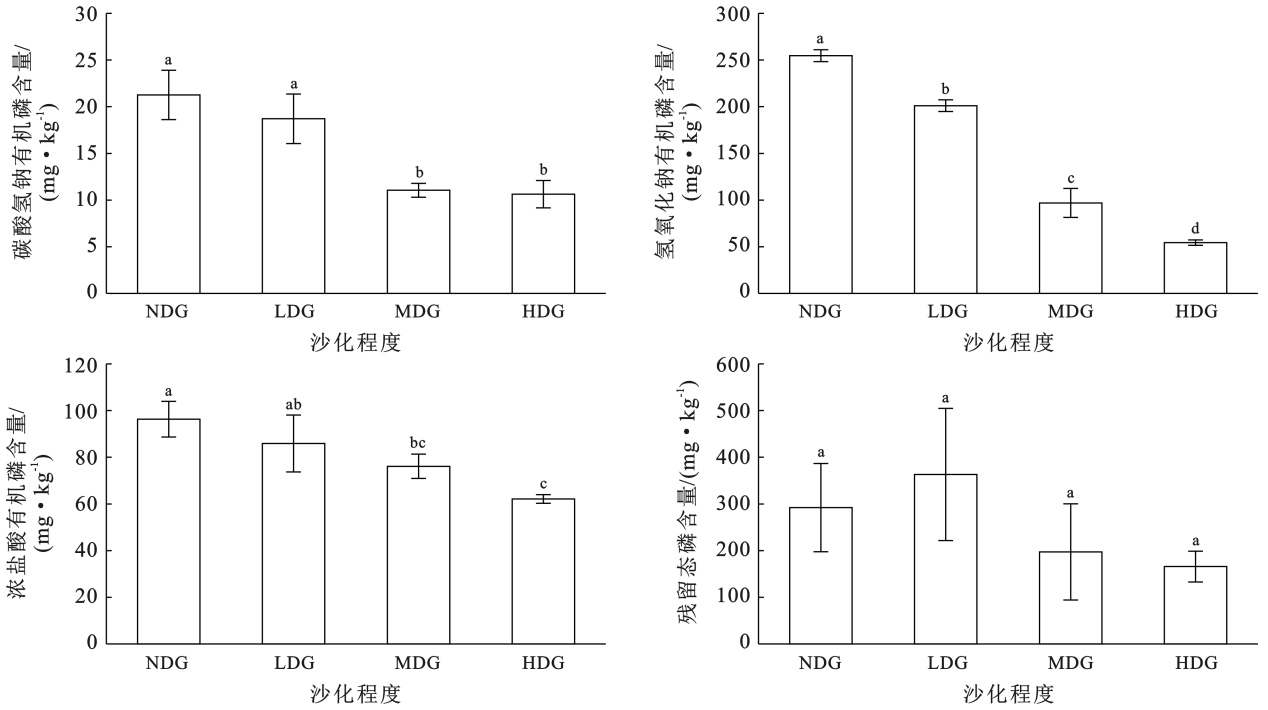 碳酸氢钠有机磷含量/
(mg·kg-1)
30
25
20
15
10
5
0
a
a
b
b
NDG LDG MDG HDG
沙化程度
氢氧化钠有机磷含量/
(mg·kg-1)
300
250
200
150
100
50
0
a
b
c
d
NDG LDG MDG HDG
沙化程度
浓盐酸有机磷含量/
(mg·kg-1)
120
100
80
60
40
20
0
a
ab
bc
c
NDG LDG MDG HDG
沙化程度
残留态磷含量/(mg·kg-1)
600
500
400
300
200
100
0
a
a
a
a
NDG LDG MDG HDG
沙化程度